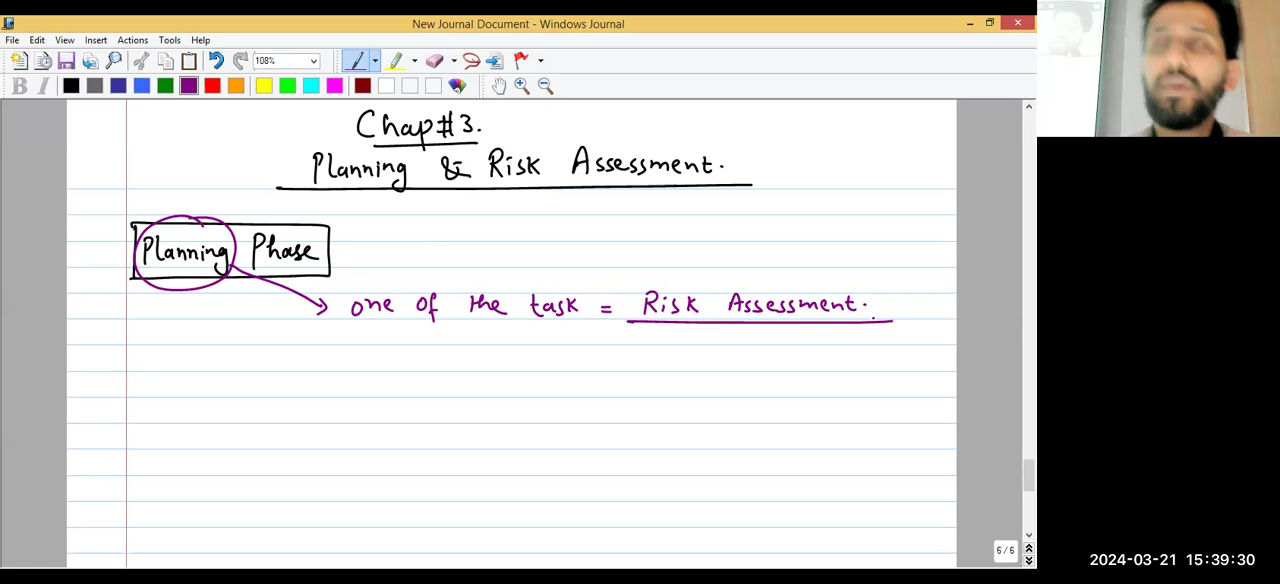 New Journal Document - Windows Journal
File Edit View Insert Actions Tools Help
108%
B I
Chap#3.
Planning & Risk Assessment.
Planning Phase
one of the task = Risk Assessment.
6/6
2024-03-21 15:39:30